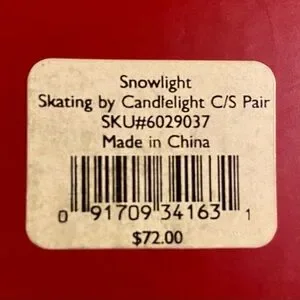 Snowlight
Skating by Candlelight C/S Pair
SKU#6029037
Made in China
0 91709 34163 1
$72.00